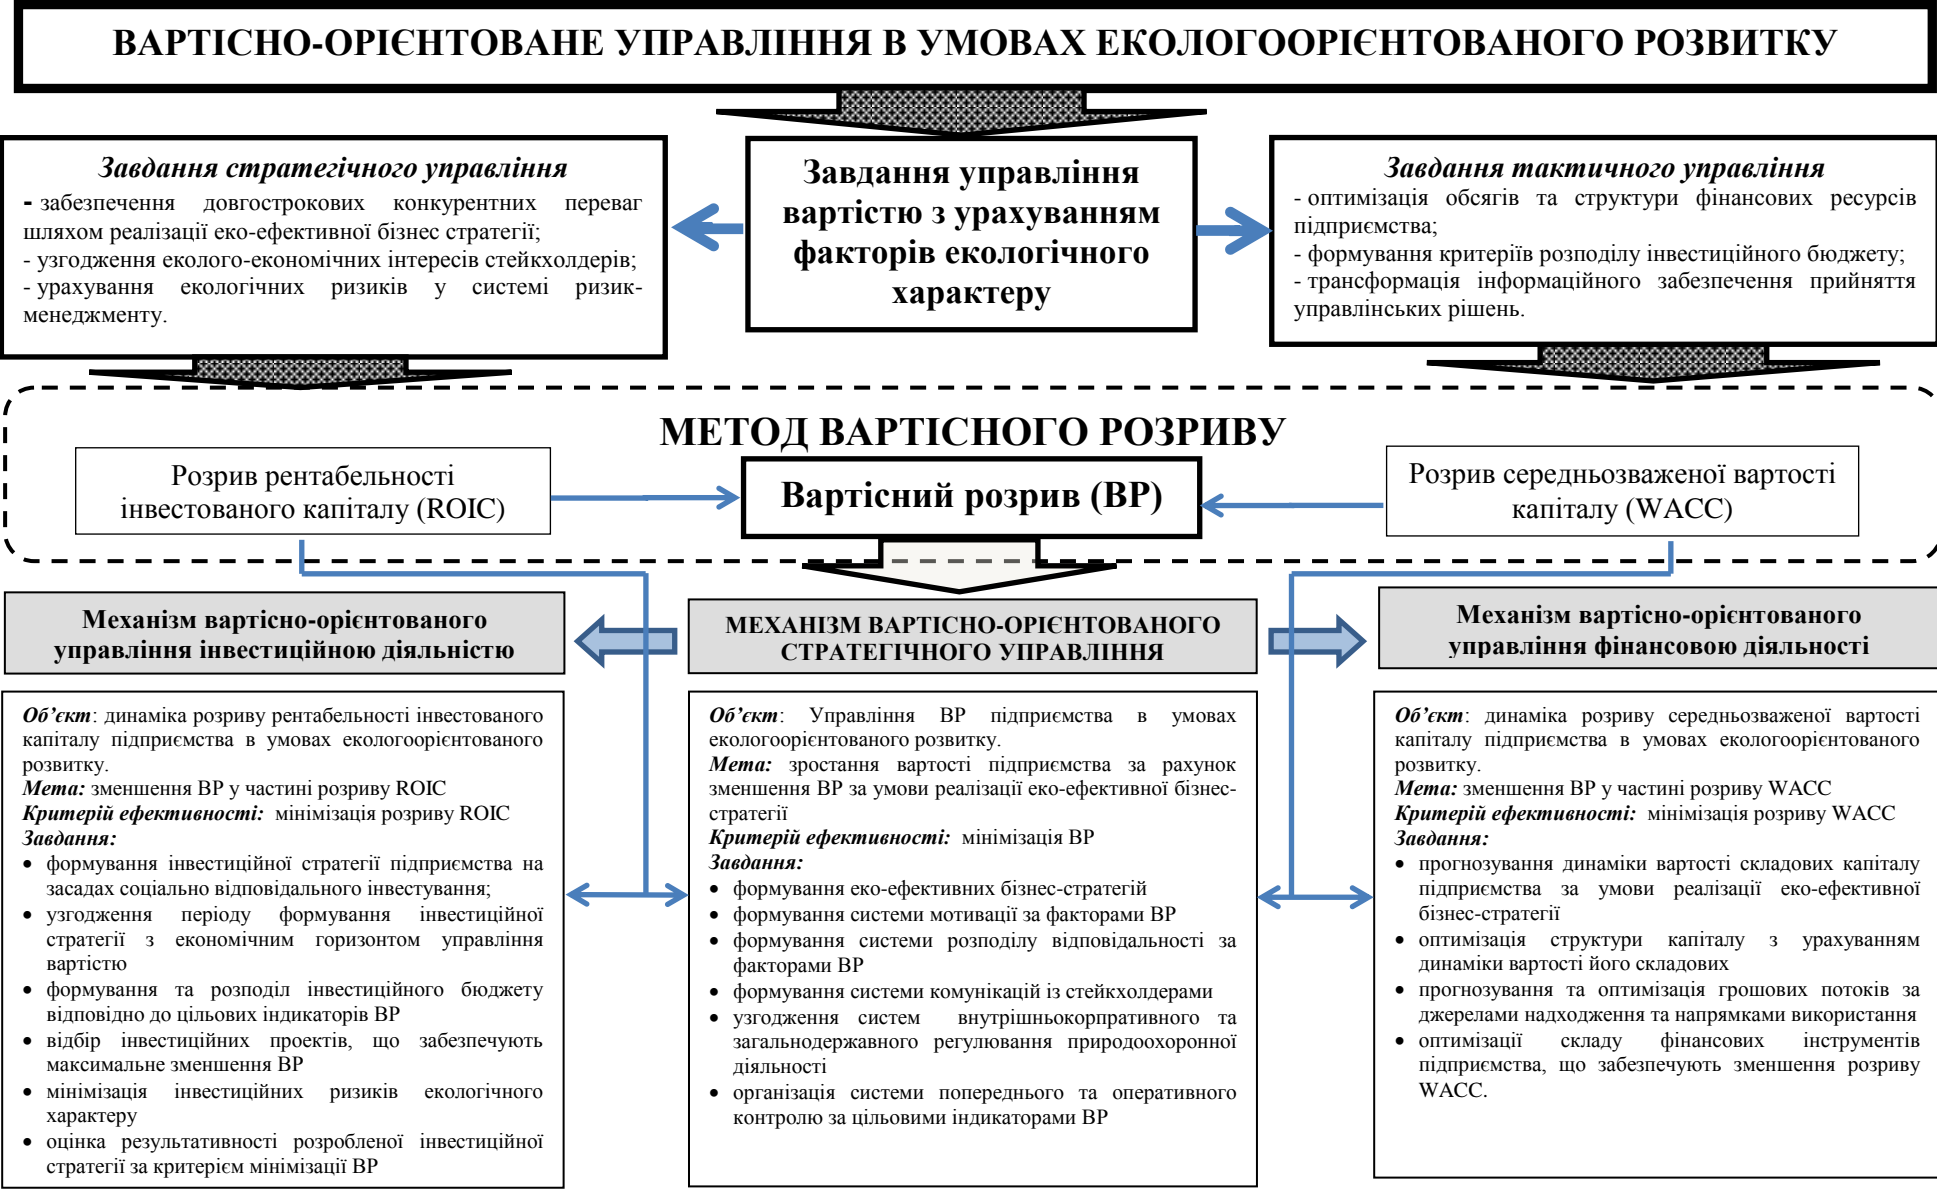 ВАРТІСНО-ОРІЄНТОВАНЕ УПРАВЛІННЯ В УМОВАХ ЕКОЛОГООРІЄНТОВАНОГО РОЗВИТКУ
Завдання стратегічного управління
- забезпечення довгострокових конкурентних переваг
шляхом реалізації еко-ефективної бізнес стратегії;
- узгодження еколого-економічних інтересів стейкхолдерів;
- урахування екологічних ризиків у системі ризик-
менеджменту.
Завдання управління
вартістю з урахуванням
факторів екологічного
характеру
Завдання тактичного управління
- оптимізація обсягів та структури фінансових ресурсів
підприємства;
- формування критеріїв розподілу інвестиційного бюджету;
- трансформація інформаційного забезпечення прийняття
управлінських рішень.
МЕТОД ВАРТІСНОГО РОЗРИВУ
Розрив рентабельності
інвестованого капіталу (ROIC)
Вартісний розрив (ВР)
Розрив середньозваженої вартості
капіталу (WACC)
Механізм вартісно-орієнтованого
управління інвестиційною діяльністю
МЕХАНІЗМ ВАРТІСНО-ОРІЄНТОВАНОГО
СТРАТЕГІЧНОГО УПРАВЛІННЯ
Механізм вартісно-орієнтованого
управління фінансовою діяльності
Об’єкт: динаміка розриву рентабельності інвестованого
капіталу підприємства в умовах екологоорієнтованого
розвитку.
Мета: зменшення ВР у частині розриву ROIC
Критерій ефективності: мінімізація розриву ROIC
Завдання:
• формування інвестиційної стратегії підприємства на
засадах соціально відповідального інвестування;
• узгодження періоду формування інвестиційної
стратегії з економічним горизонтом управління
вартістю
• формування та розподіл інвестиційного бюджету
відповідно до цільових індикаторів ВР
• відбір інвестиційних проектів, що забезпечують
максимальне зменшення ВР
• мінімізація інвестиційних ризиків екологічного
характеру
• оцінка результативності розробленої інвестиційної
стратегії за критерієм мінімізації ВР
Об’єкт: Управління ВР підприємства в умовах
екологоорієнтованого розвитку.
Мета: зростання вартості підприємства за рахунок
зменшення ВР за умови реалізації еко-ефективної бізнес-
стратегії
Критерій ефективності: мінімізація ВР
Завдання:
• формування еко-ефективних бізнес-стратегій
• формування системи мотивації за факторами ВР
• формування системи розподілу відповідальності за
факторами ВР
• формування системи комунікацій із стейкхолдерами
• узгодження систем внутрішньокорпративного та
загальнодержавного регулювання природоохоронної
діяльності
• організація системи попереднього та оперативного
контролю за цільовими індикаторами ВР
Об’єкт: динаміка розриву середньозваженої вартості
капіталу підприємства в умовах екологоорієнтованого
розвитку.
Мета: зменшення ВР у частині розриву WACC
Критерій ефективності: мінімізація розриву WACC
Завдання:
• прогнозування динаміки вартості складових капіталу
підприємства за умови реалізації еко-ефективної
бізнес-стратегії
• оптимізація структури капіталу з урахуванням
динаміки вартості його складових
• прогнозування та оптимізація грошових потоків за
джерелами надходження та напрямками використання
• оптимізації складу фінансових інструментів
підприємства, що забезпечують зменшення розриву
WACC.